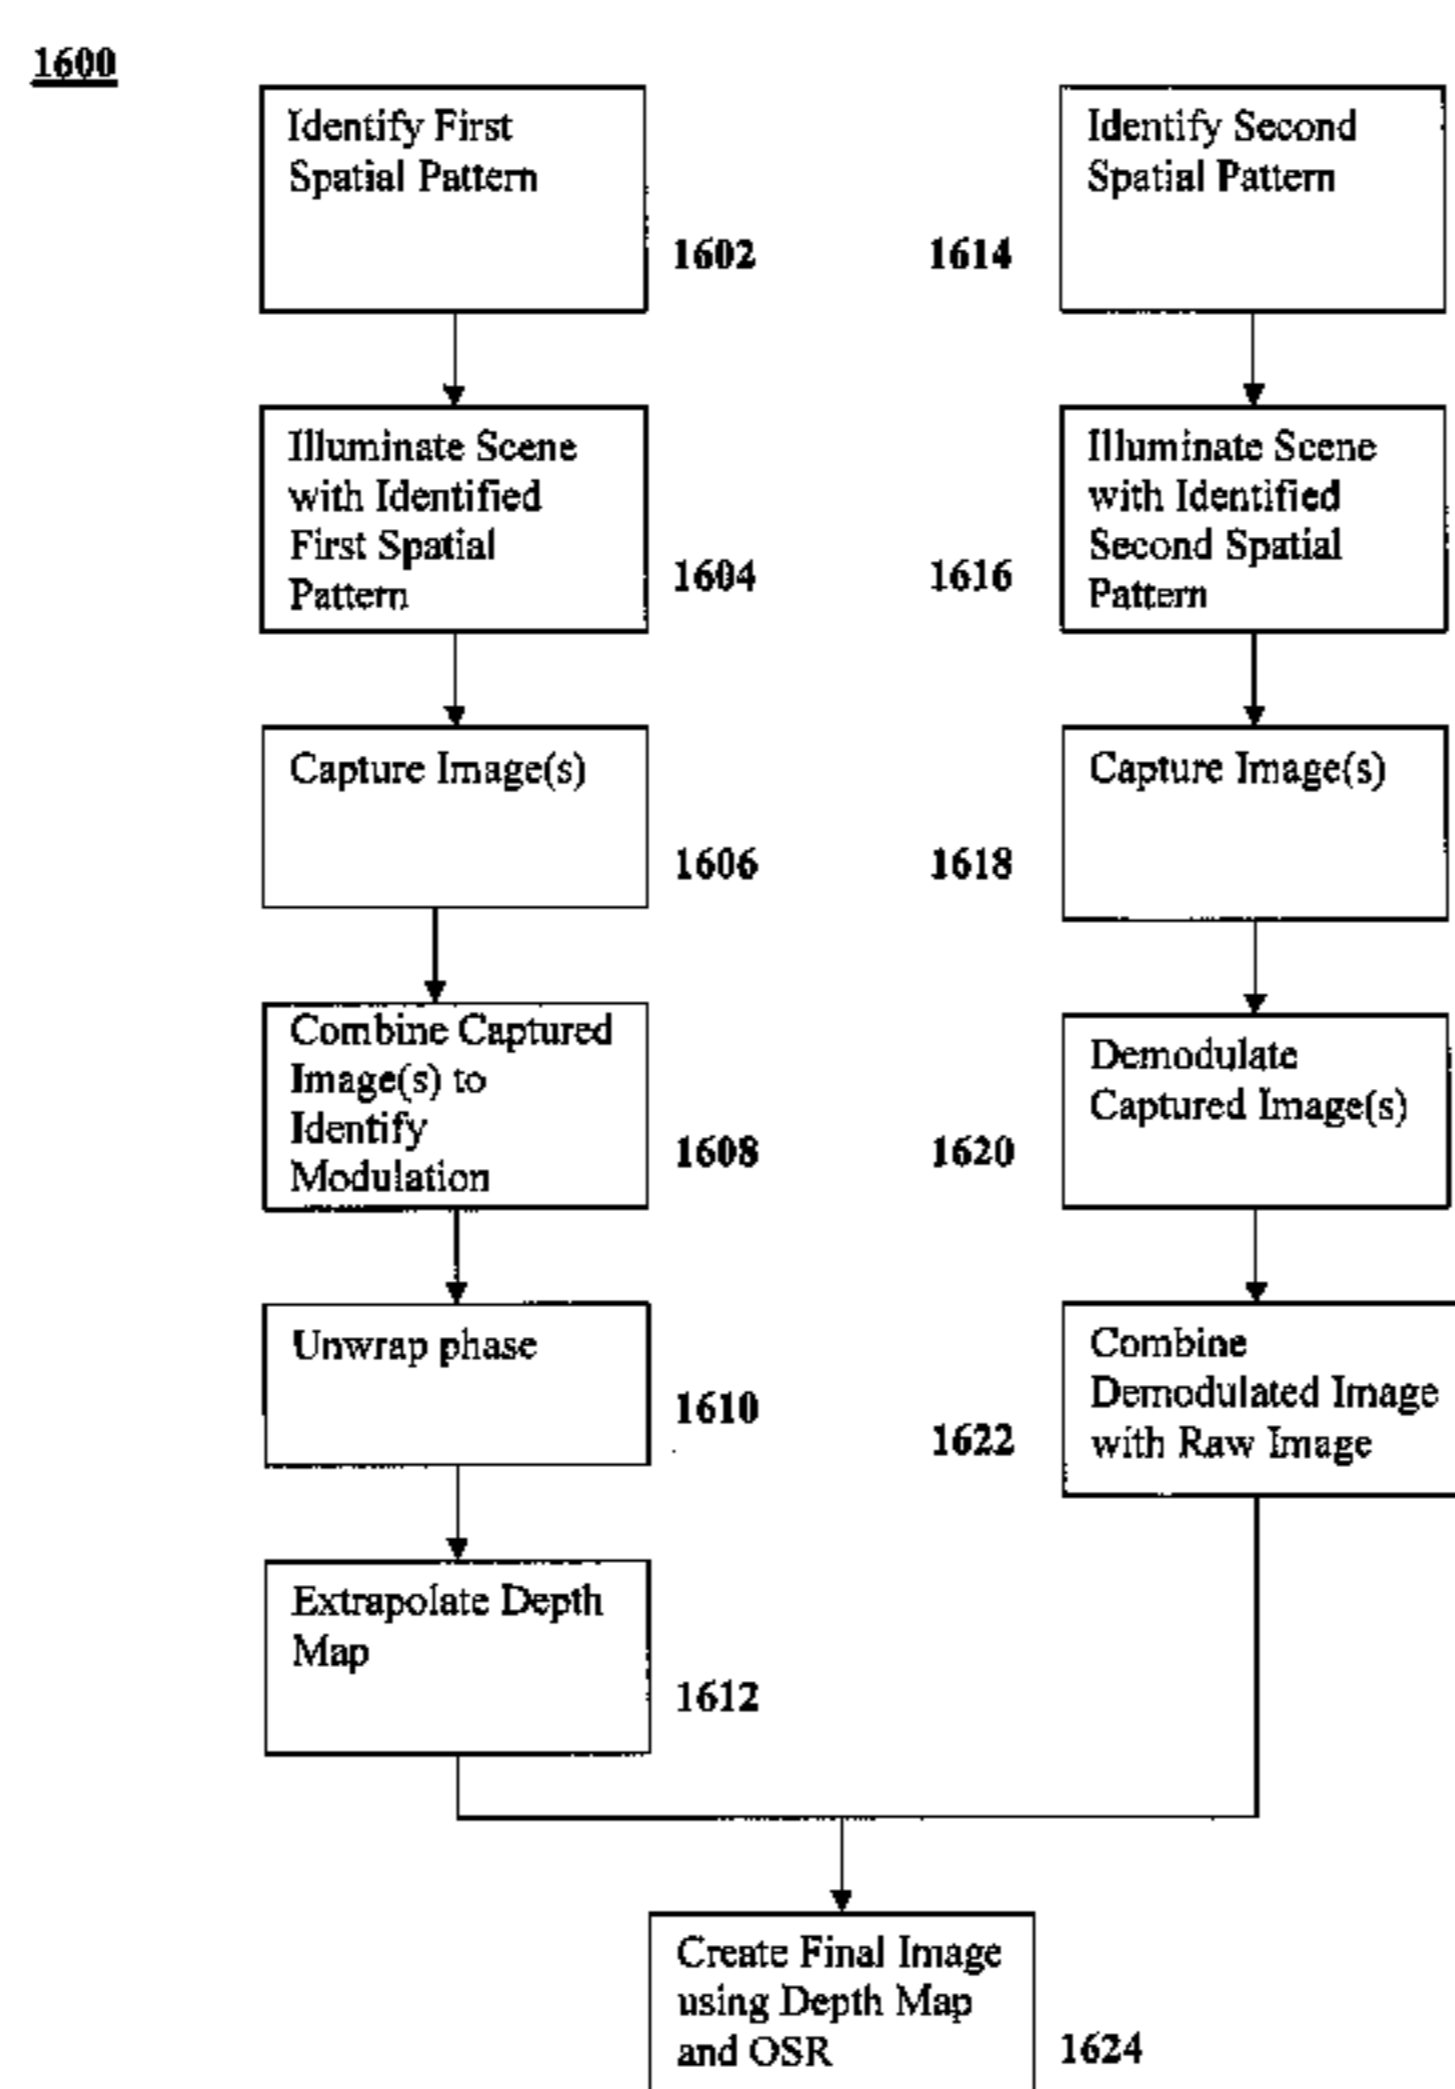 1600
Identify First
Spatial Pattern
1602
Illuminate Scene
with Identified
First Spatial
Pattern
1604
Capture Image(s)
1606
Combine Captured
Image(s) to
Identify
Modulation
1608
Unwrap phase
1610
Extrapolate Depth
Map
1612
Identify Second
Spatial Pattern
1614
Illuminate Scene
with Identified
Second Spatial
Pattern
1616
Capture Image(s)
1618
Demodulate
Captured Image(s)
1620
Combine
Demodulated Image
with Raw Image
1622
Create Final Image
using Depth Map
and OSR
1624